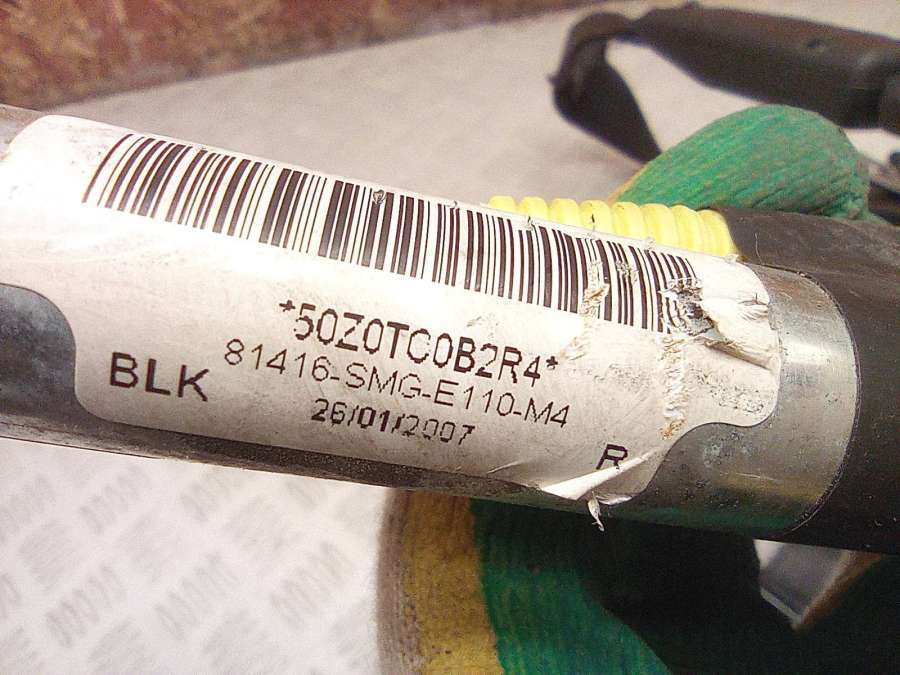 *50Z0TC0B2R4*
81416-SMG-E110-M4
BLK
26/01/2007
R